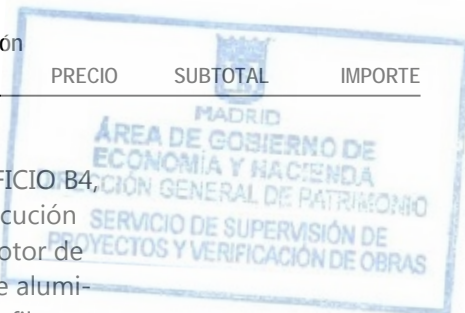 ón
PRECIO SUBTOTAL IMPORTE
MADRID
ÁREA DE GOBIERNO DE
ECONOMÍA Y HACIENDA
DIRECCIÓN GENERAL DE PATRIMONIO
SERVICIO DE SUPERVISIÓN DE
PROYECTOS Y VERIFICACIÓN DE OBRAS
FICIO B4,
cución
otor de
e alumi-